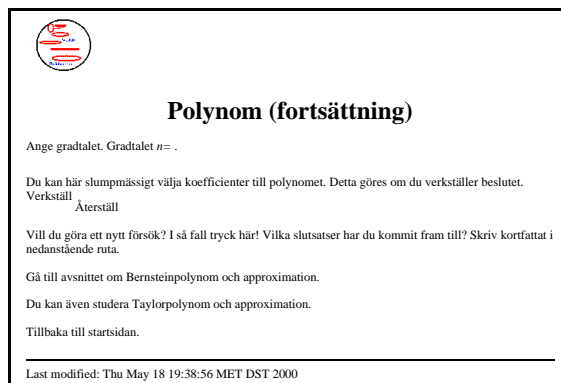 Polynom (fortsättning)
Ange gradtalet. Gradtalet n= .
Du kan här slumpmässigt välja koefficienter till polynomet. Detta göres om du verkställer beslutet.
Verkställ
Återställ
Vill du göra ett nytt försök? I så fall tryck här! Vilka slutsatser har du kommit fram till? Skriv kortfattat i
nedanstående ruta.
Gå till avsnittet om Bernsteinpolynom och approximation.
Du kan även studera Taylorpolynom och approximation.
Tillbaka till startsidan.
Last modified: Thu May 18 19:38:56 MET DST 2000